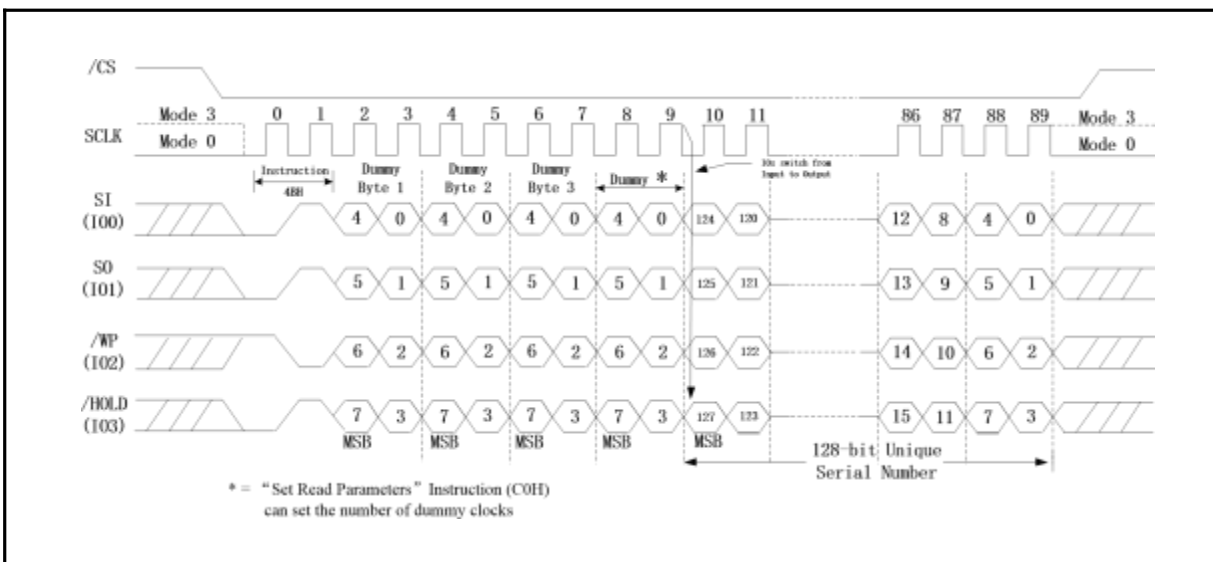 /CS
Mode 3 0 1 2 3 4 5 6 7 8 9 10 11 86 87 88 89 Mode 3
SCLK
Mode 0 Mode 0
Instruction Dummy Dummy Dummy IOs switch from
4BH Byte 1 Byte 2 Byte 3 Dummy * Input to Output
SI
(IO0) 4 0 4 0 4 0 4 0 124 120 12 8 4 0
SO
(IO1) 5 1 5 1 5 1 5 1 125 121 13 9 5 1
/WP
(IO2) 6 2 6 2 6 2 6 2 126 122 14 10 6 2
/HOLD
(IO3) 7 3 7 3 7 3 7 3 127 123 15 11 7 3
MSB MSB MSB MSB MSB
128-bit Unique
Serial Number
* = “Set Read Parameters” Instruction (C0H)
can set the number of dummy clocks